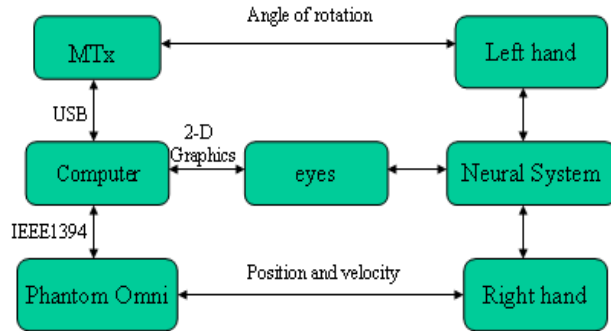 Angle of rotation
MTx
Left hand
USB
2-D
Graphics
Computer
eyes
Neural System
IEEE1394
Position and velocity
Phantom Omni
Right hand